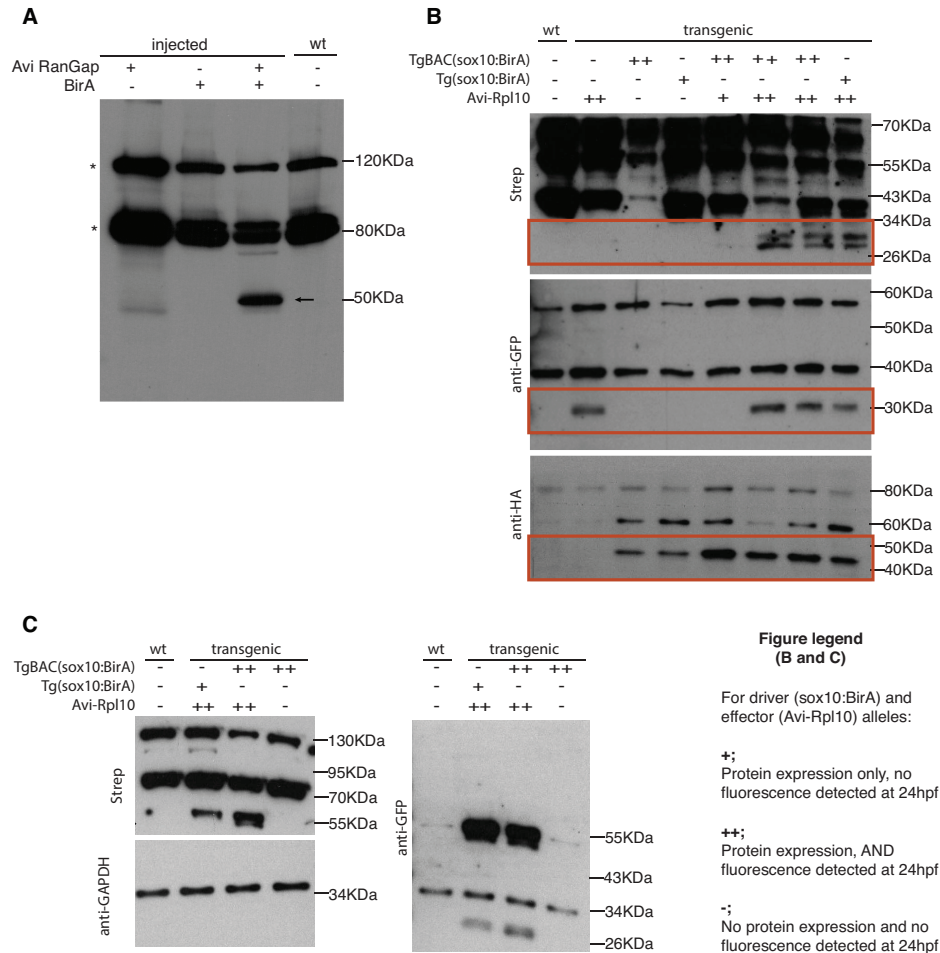 A
injected wt
Avi RanGap + - + -
BirA - + + -
* 120KDa
* 80KDa
50KDa
B
wt transgenic
TgBAC(sox10:BirA) - - ++ - ++ ++ ++ -
Tg(sox10:BirA) - - - + - - - +
Avi-Rpl10 - ++ - - + ++ ++ ++
Strep
70KDa
55KDa
43KDa
34KDa
26KDa
anti-GFP
60KDa
50KDa
40KDa
30KDa
anti-HA
80KDa
60KDa
50KDa
40KDa
C
wt transgenic
TgBAC(sox10:BirA) - - ++ ++
Tg(sox10:BirA) - + - -
Avi-Rpl10 - ++ ++ -
Strep
130KDa
95KDa
70KDa
55KDa
anti-GAPDH
34KDa
wt transgenic
- - ++ ++
- + - -
- ++ ++ -
anti-GFP
55KDa
43KDa
34KDa
26KDa
Figure legend
(B and C)
For driver (sox10:BirA) and
effector (Avi-Rpl10) alleles:
+;
Protein expression only, no
fluorescence detected at 24hpf
++;
Protein expression, AND
fluorescence detected at 24hpf
-;
No protein expression and no
fluorescence detected at 24hpf